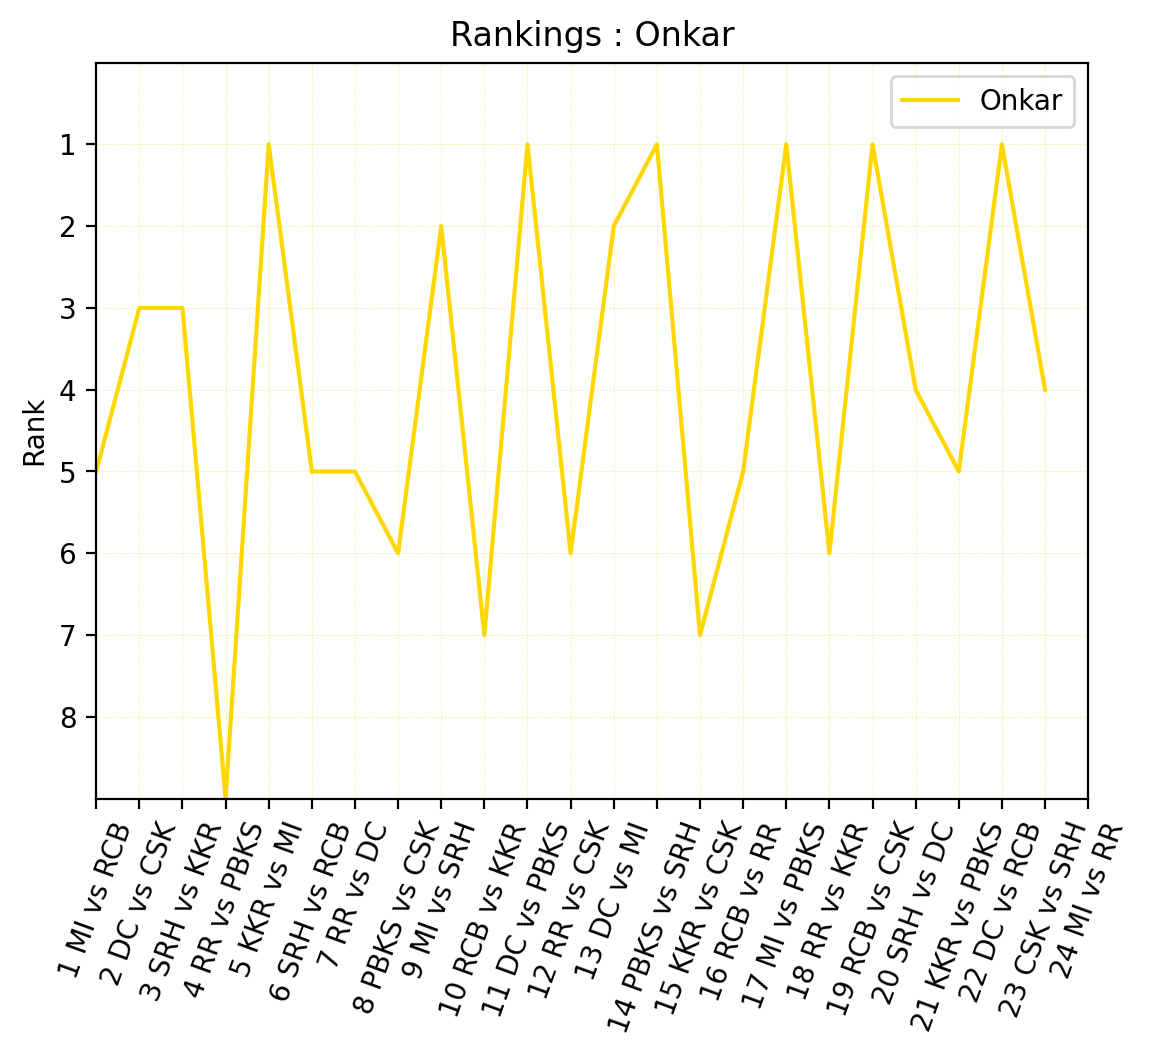 Rankings : Onkar
Onkar
1
2
3
4
5
6
7
8
Rank
1 MI vs RCB
2 DC vs CSK
3 SRH vs KKR
4 RR vs PBKS
5 KKR vs MI
6 SRH vs RCB
7 RR vs DC
8 PBKS vs CSK
9 MI vs SRH
10 RCB vs KKR
11 DC vs PBKS
12 RR vs CSK
13 DC vs MI
14 PBKS vs SRH
15 KKR vs CSK
16 RCB vs RR
17 MI vs PBKS
18 RR vs KKR
19 RCB vs CSK
20 SRH vs DC
21 KKR vs PBKS
22 DC vs RCB
23 CSK vs SRH
24 MI vs RR